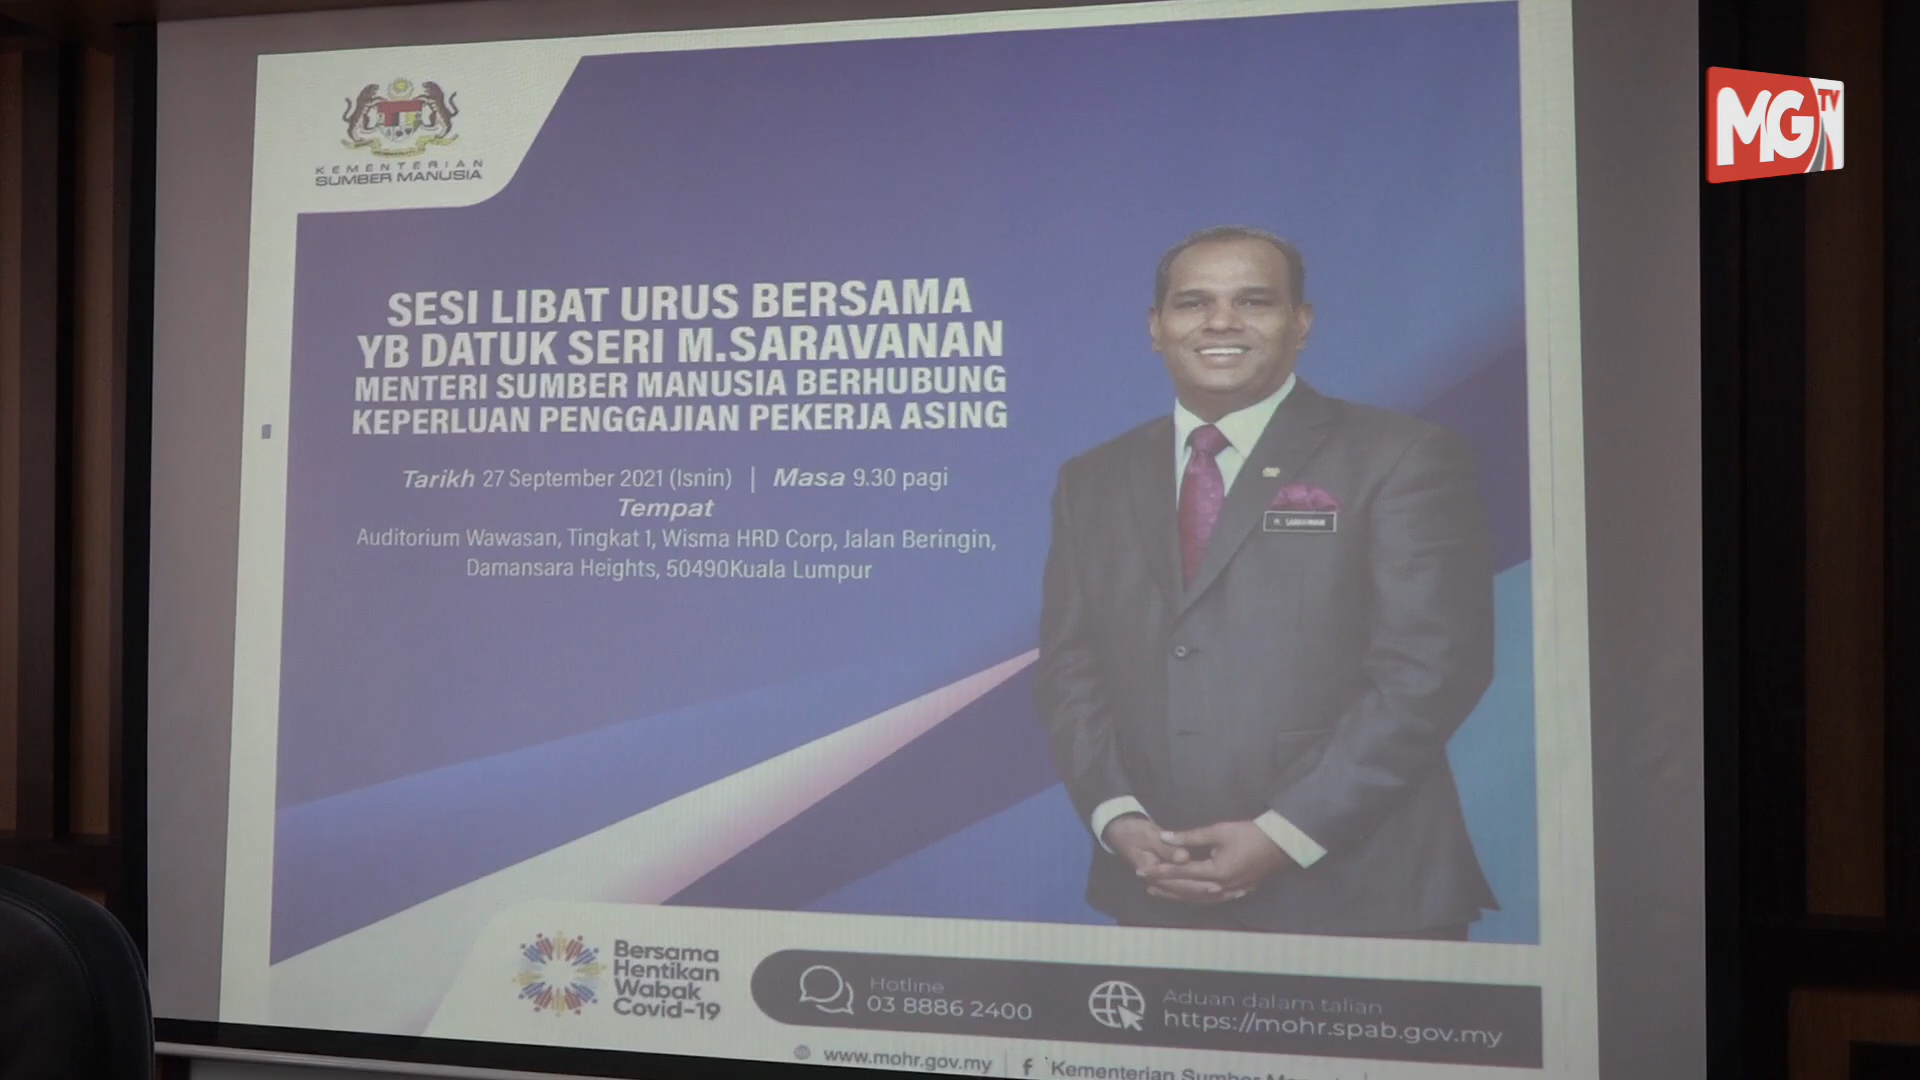 MG TV
KEMENTERIAN
SUMBER MANUSIA
SESI LIBAT URUS BERSAMA
YB DATUK SERI M.SARAVANAN
MENTERI SUMBER MANUSIA BERHUBUNG
KEPERLUAN PENGGAJIAN PEKERJA ASING
Tarikh 27 September 2021 (Isnin) | Masa 9.30 pagi
Tempat
Auditorium Wawasan, Tingkat 1, Wisma HRD Corp, Jalan Beringin,
Damansara Heights, 50490Kuala Lumpur
M. SARAVANAN
Bersama
Hentikan
Wabak
Covid-19
Hotline
03 8886 2400
Aduan dalam talian
https://mohr.spab.gov.my
www.mohr.gov.my
Kementerian Sumber